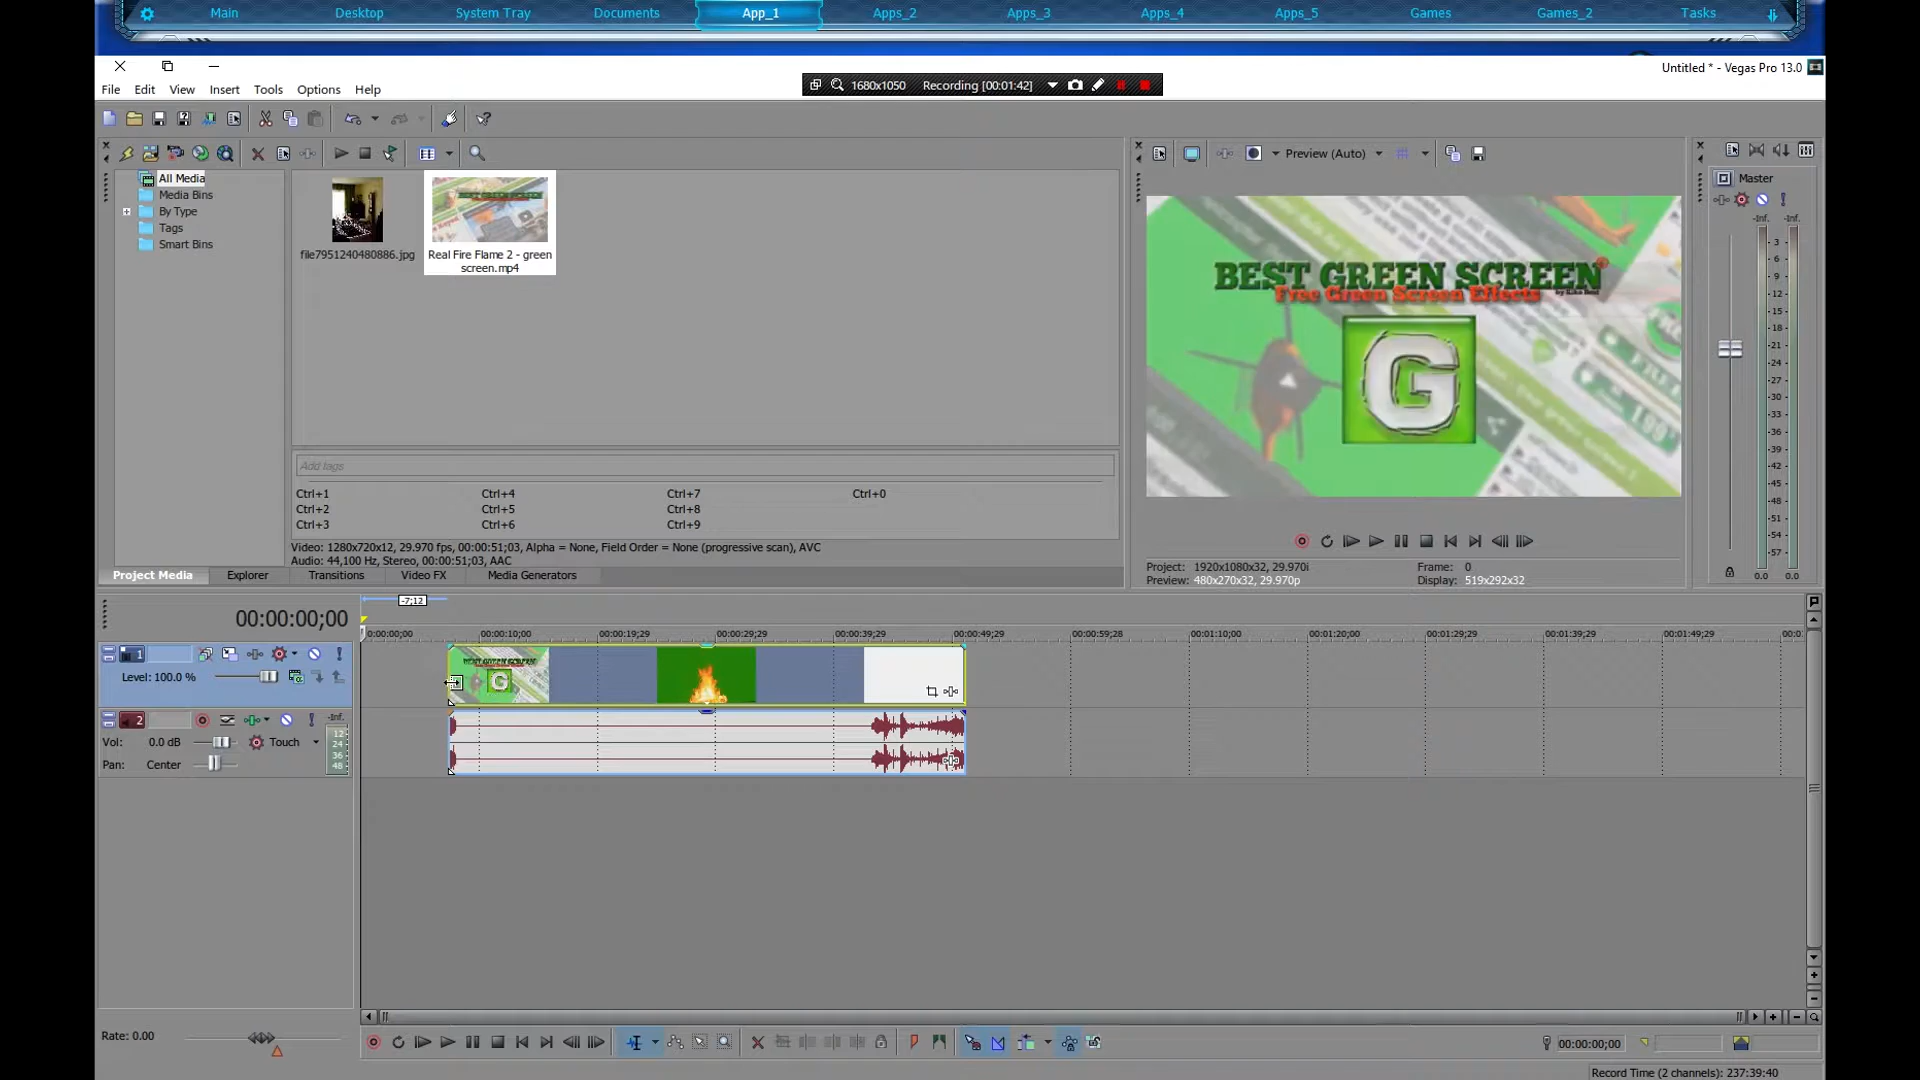 Main Desktop System Tray Documents App_1 Apps_2 Apps_3 Apps_4 Apps_5 Games Games_2 Tasks
Untitled * - Vegas Pro 13.0
1680x1050 Recording [00:01:42]
File Edit View Insert Tools Options Help
Preview (Auto)
All Media
Media Bins
By Type
Tags
Smart Bins
file7951240480886.jpg
Real Fire Flame 2 - green
screen.mp4
BEST GREEN SCREEN
Free Green Screen Effects
G
Master
-Inf. -Inf.
3
6
9
12
15
18
21
24
27
30
33
36
39
42
45
48
51
54
57
0.0 0.0
Add tags
Ctrl+1 Ctrl+4 Ctrl+7 Ctrl+0
Ctrl+2 Ctrl+5 Ctrl+8
Ctrl+3 Ctrl+6 Ctrl+9
Video: 1280x720x12, 29.970 fps, 00:00:51;03, Alpha = None, Field Order = None (progressive scan), AVC
Audio: 44,100 Hz, Stereo, 00:00:51;03, AAC
Project Media Explorer Transitions Video FX Media Generators
Project: 1920x1080x32, 29.970i Frame: 0
Preview: 480x270x32, 29.970p Display: 519x292x32
-7;12
00:00:00;00
00:00:00;00 00:00:10;00 00:00:19;29 00:00:29;29 00:00:39;29 00:00:49;29 00:00:59;28 00:01:10;00 00:01:20;00 00:01:29;29 00:01:39;29 00:01:49;29
1
Level: 100.0 %
2
-Inf.
Vol: 0.0 dB Touch
Pan: Center
12
24
36
48
Rate: 0.00
00:00:00;00
Record Time (2 channels): 237:39:40